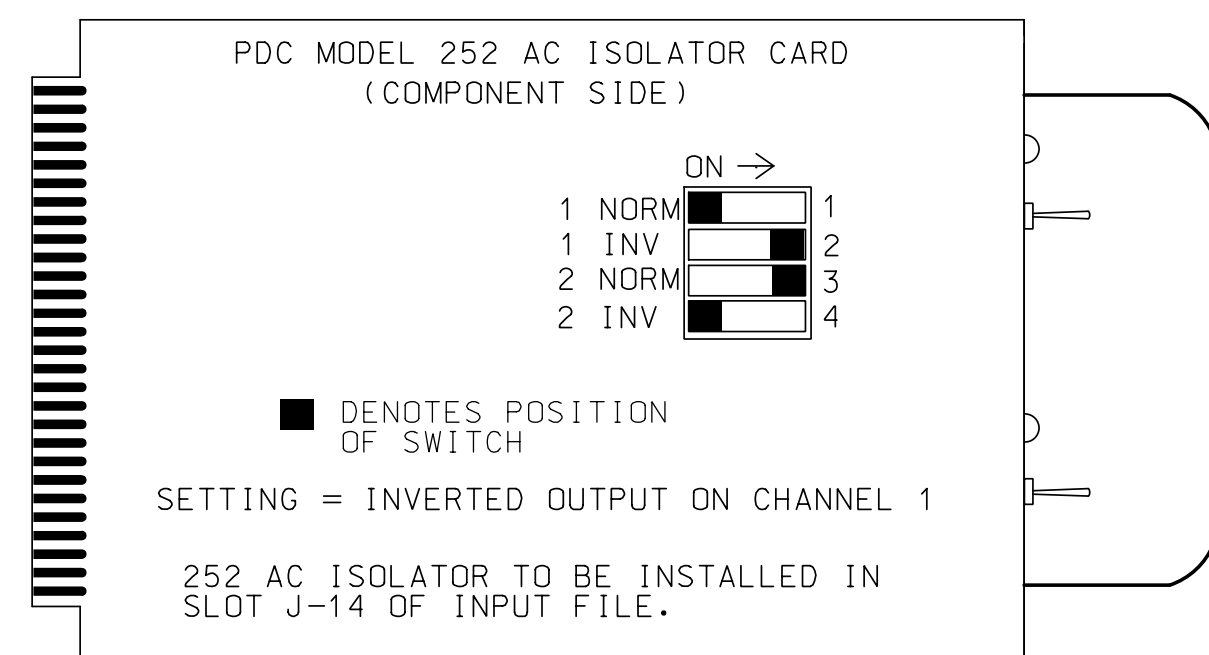 PDC MODEL 252 AC ISOLATOR CARD
(COMPONENT SIDE)
ON
1 NORM 1
1 INV 2
2 NORM 3
2 INV 4
DENOTES POSITION
OF SWITCH
SETTING = INVERTED OUTPUT ON CHANNEL 1
252 AC ISOLATOR TO BE INSTALLED IN
SLOT J-14 OF INPUT FILE.